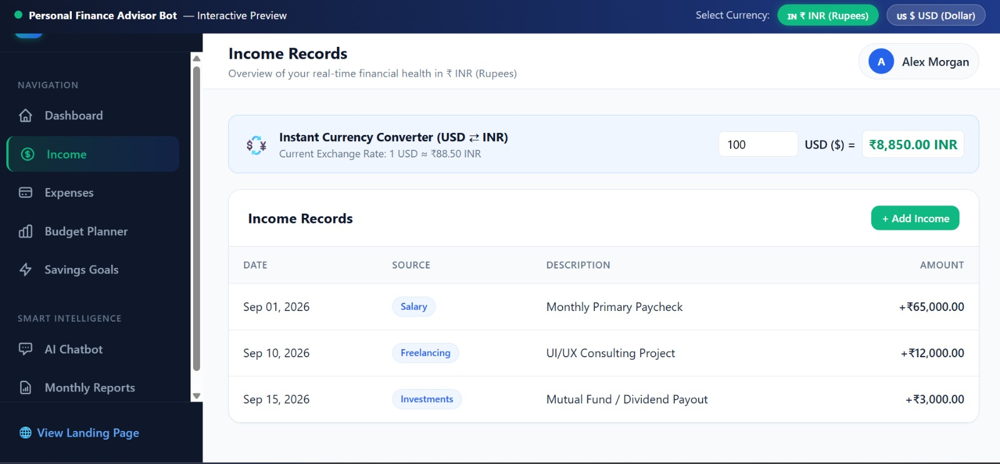 Personal Finance Advisor Bot — Interactive Preview
Select Currency: IN ₹ INR (Rupees) US $ USD (Dollar)
NAVIGATION
Dashboard
Income
Expenses
Budget Planner
Savings Goals
SMART INTELLIGENCE
AI Chatbot
Monthly Reports
View Landing Page
Income Records
Overview of your real-time financial health in ₹ INR (Rupees)
A Alex Morgan
Instant Currency Converter (USD ⇄ INR)
Current Exchange Rate: 1 USD ≈ ₹88.50 INR
100 USD ($) = ₹8,850.00 INR
Income Records
+ Add Income
DATE SOURCE DESCRIPTION AMOUNT
Sep 01, 2026 Salary Monthly Primary Paycheck +₹65,000.00
Sep 10, 2026 Freelancing UI/UX Consulting Project +₹12,000.00
Sep 15, 2026 Investments Mutual Fund / Dividend Payout +₹3,000.00